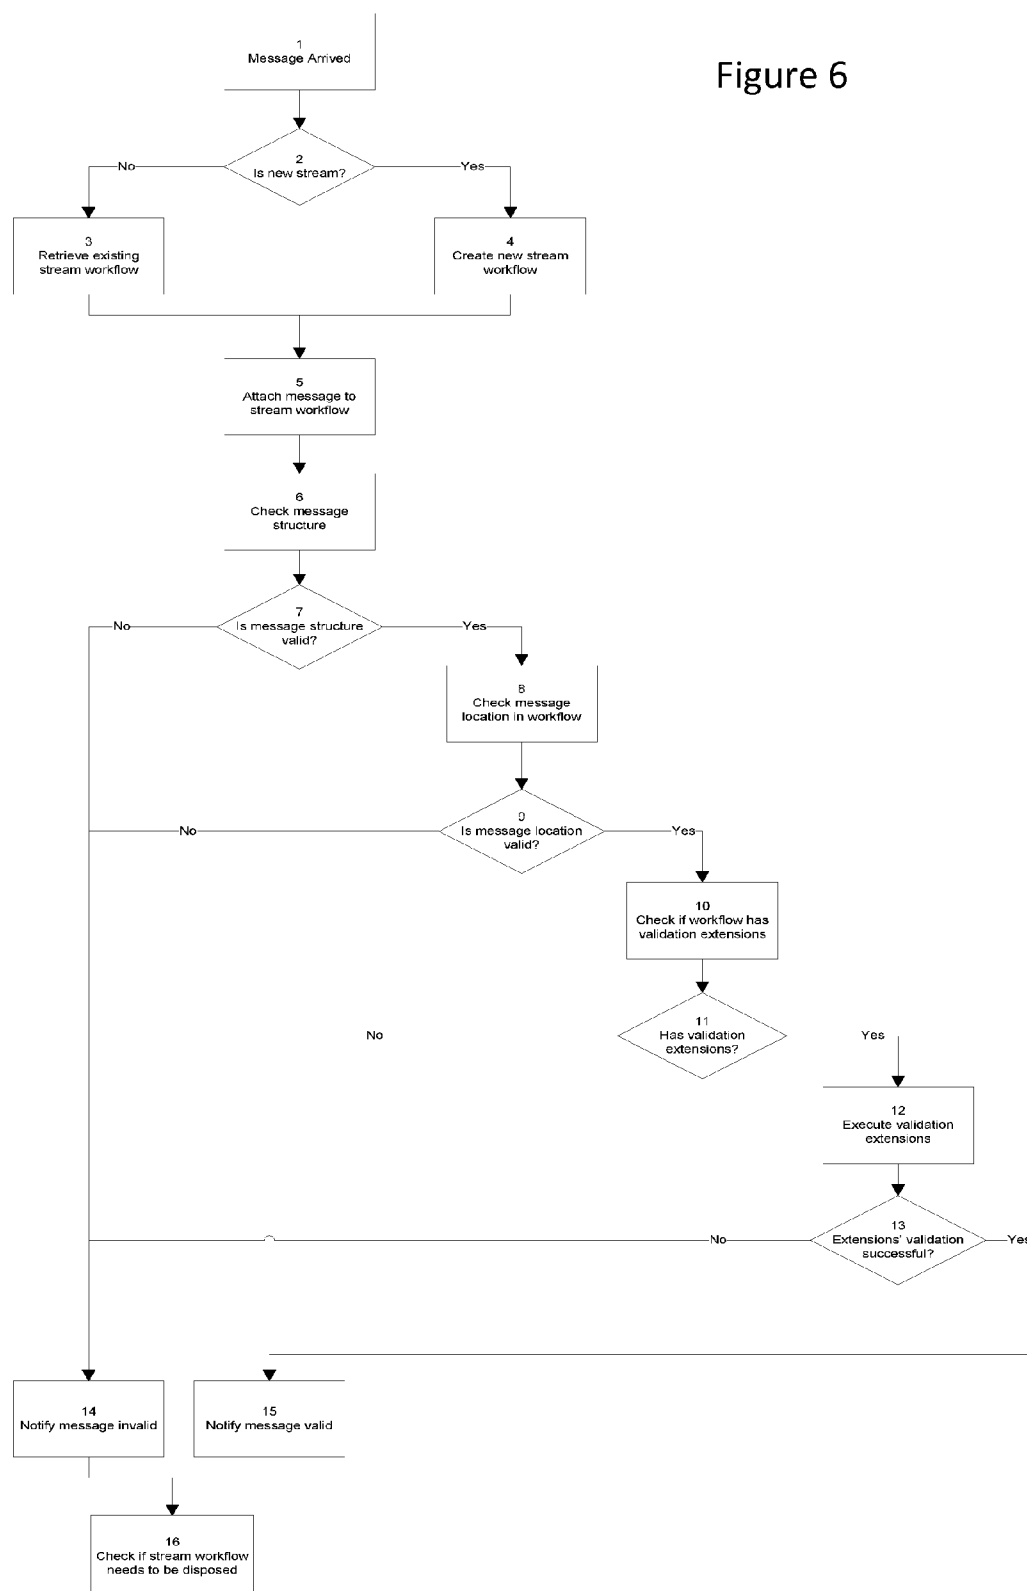 Figure 6
1
Message Arrived
2
Is new stream?
No
Yes
3
Retrieve existing
stream workflow
4
Create new stream
workflow
5
Attach message to
stream workflow
6
Check message
structure
7
Is message structure
valid?
No
Yes
8
Check message
location in workflow
9
Is message location
valid?
No
Yes
10
Check if workflow has
validation extensions
11
Has validation
extensions?
No
Yes
12
Execute validation
extensions
13
Extensions' validation
successful?
No
Yes
14
Notify message invalid
15
Notify message valid
16
Check if stream workflow
needs to be disposed